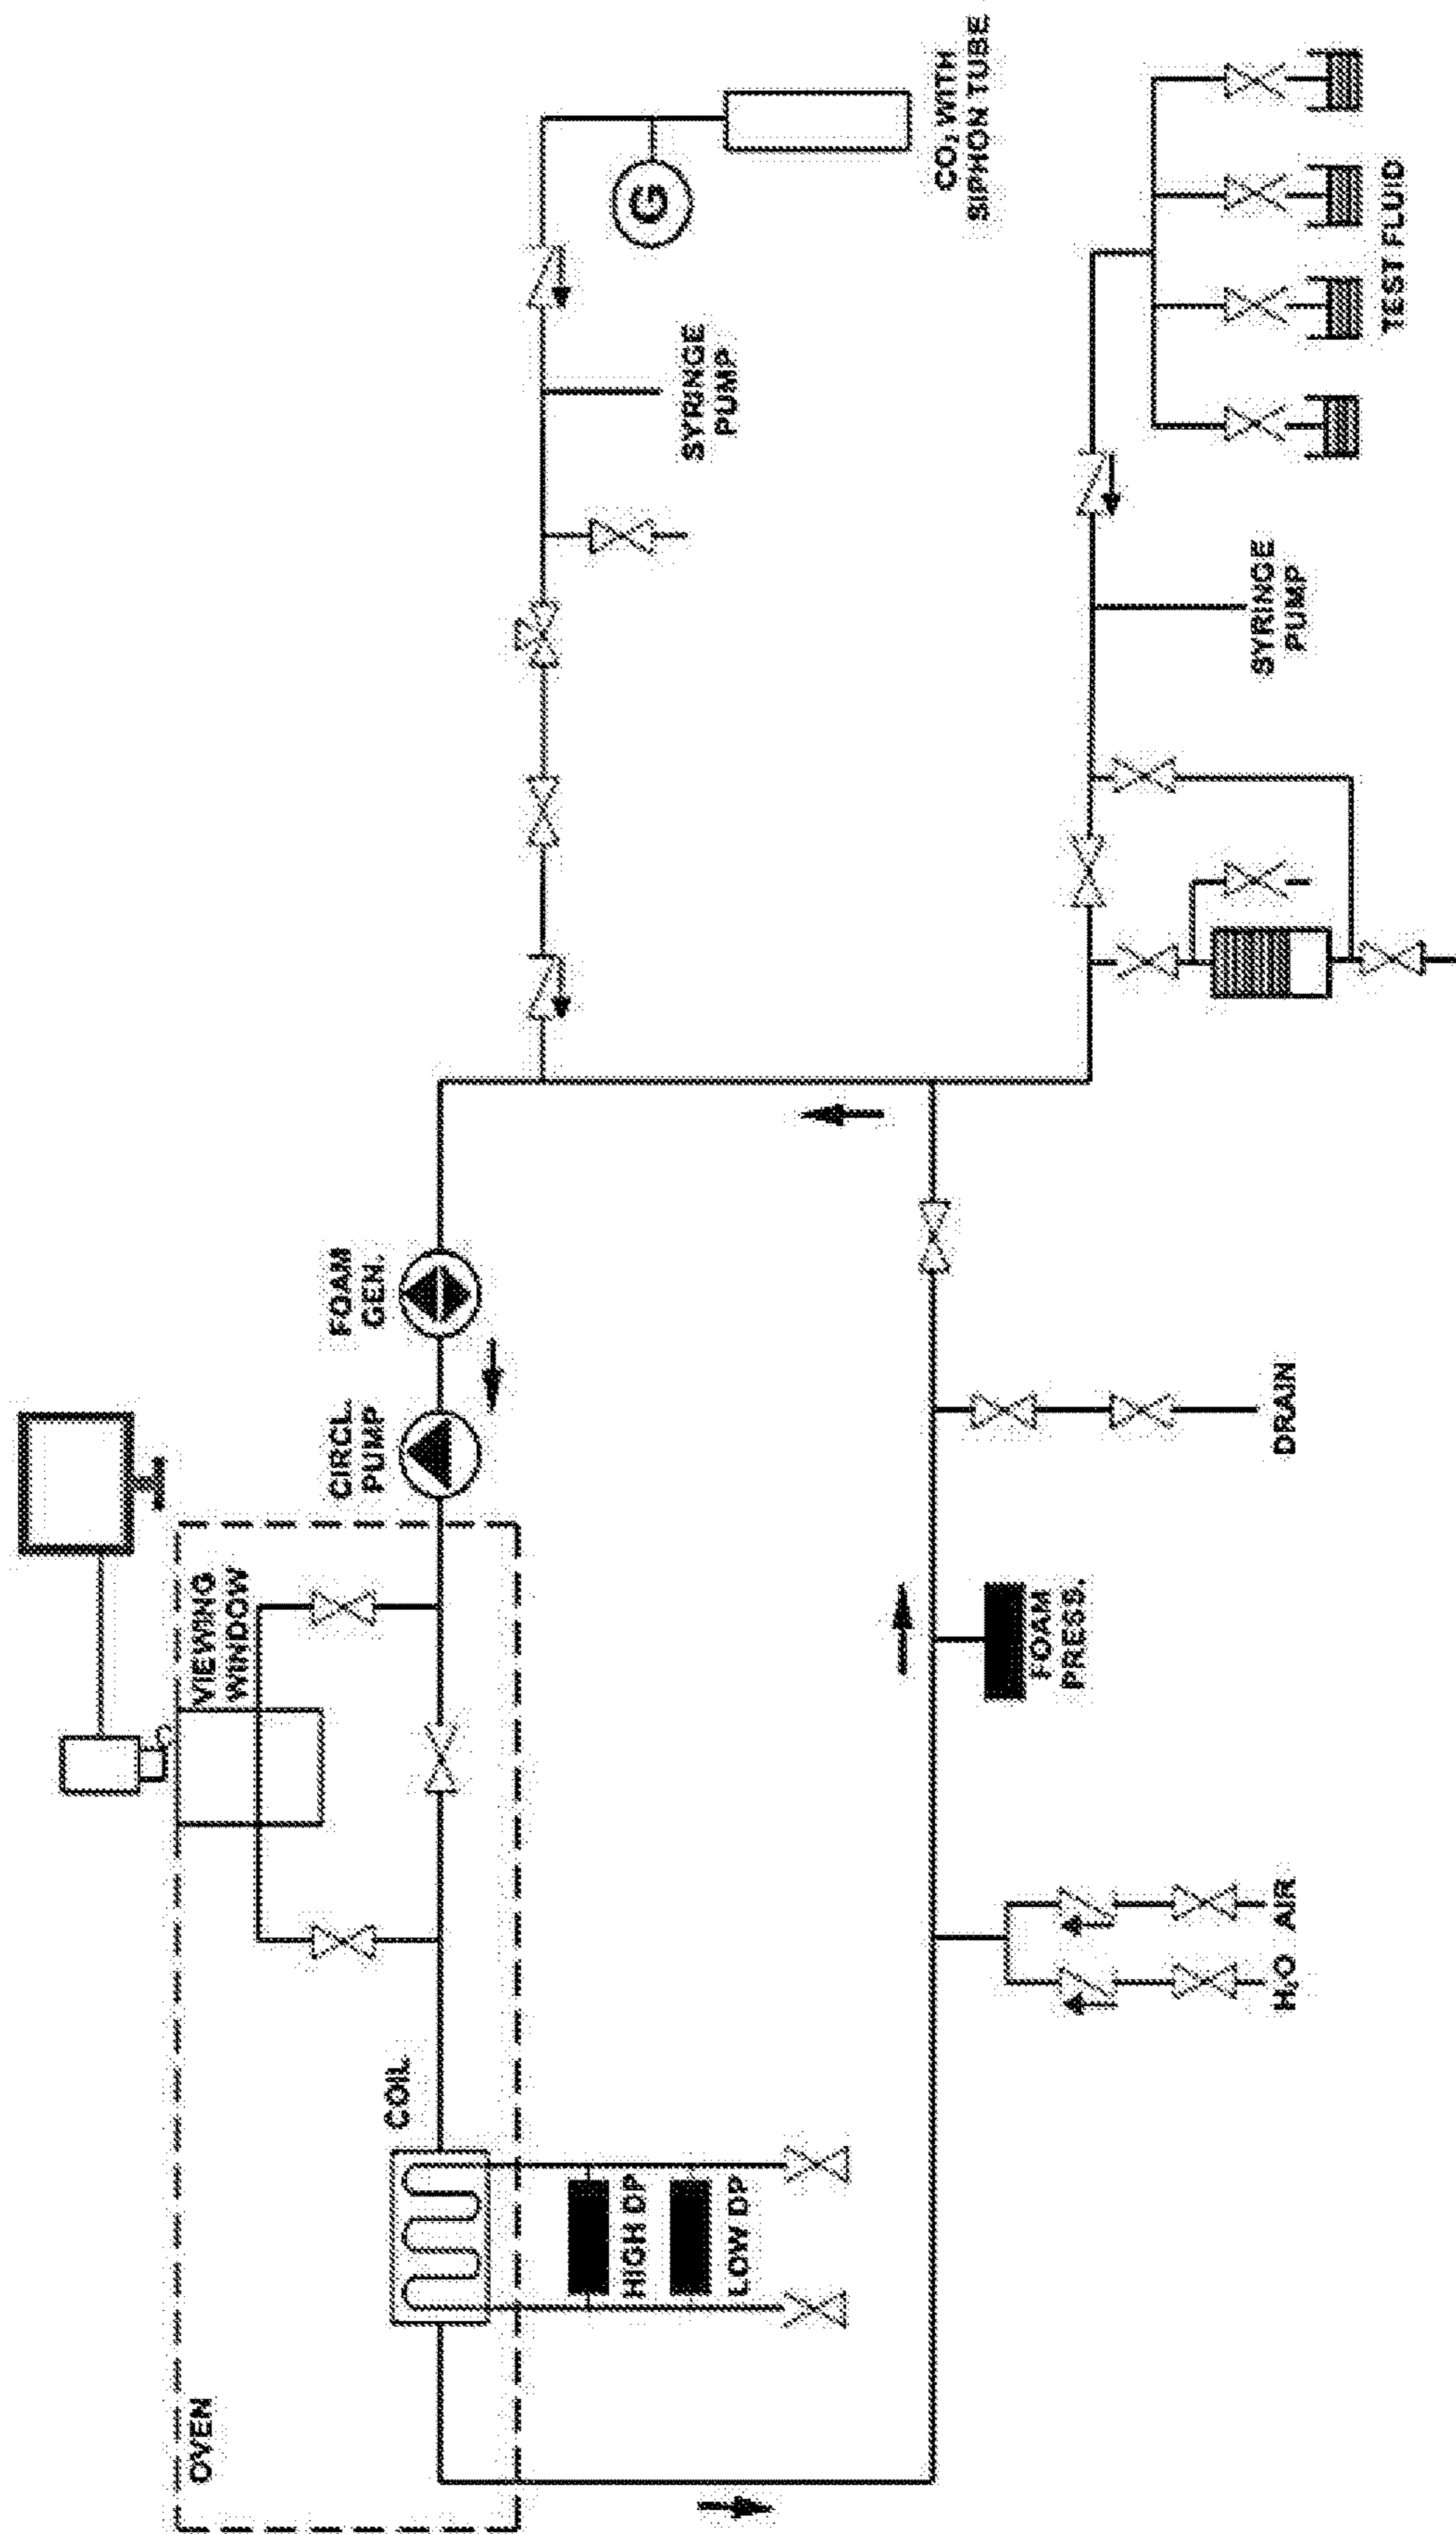 OVEN
VIEWING
WINDOW
CIRCL.
PUMP
FOAM
GEN.
COIL
HIGH DP
LOW DP
G
SYRINGE
PUMP
CO₂ WITH
SIPHON TUBE
FOAM
PRESS.
H₂O AIR
DRAIN
SYRINGE
PUMP
TEST FLUID